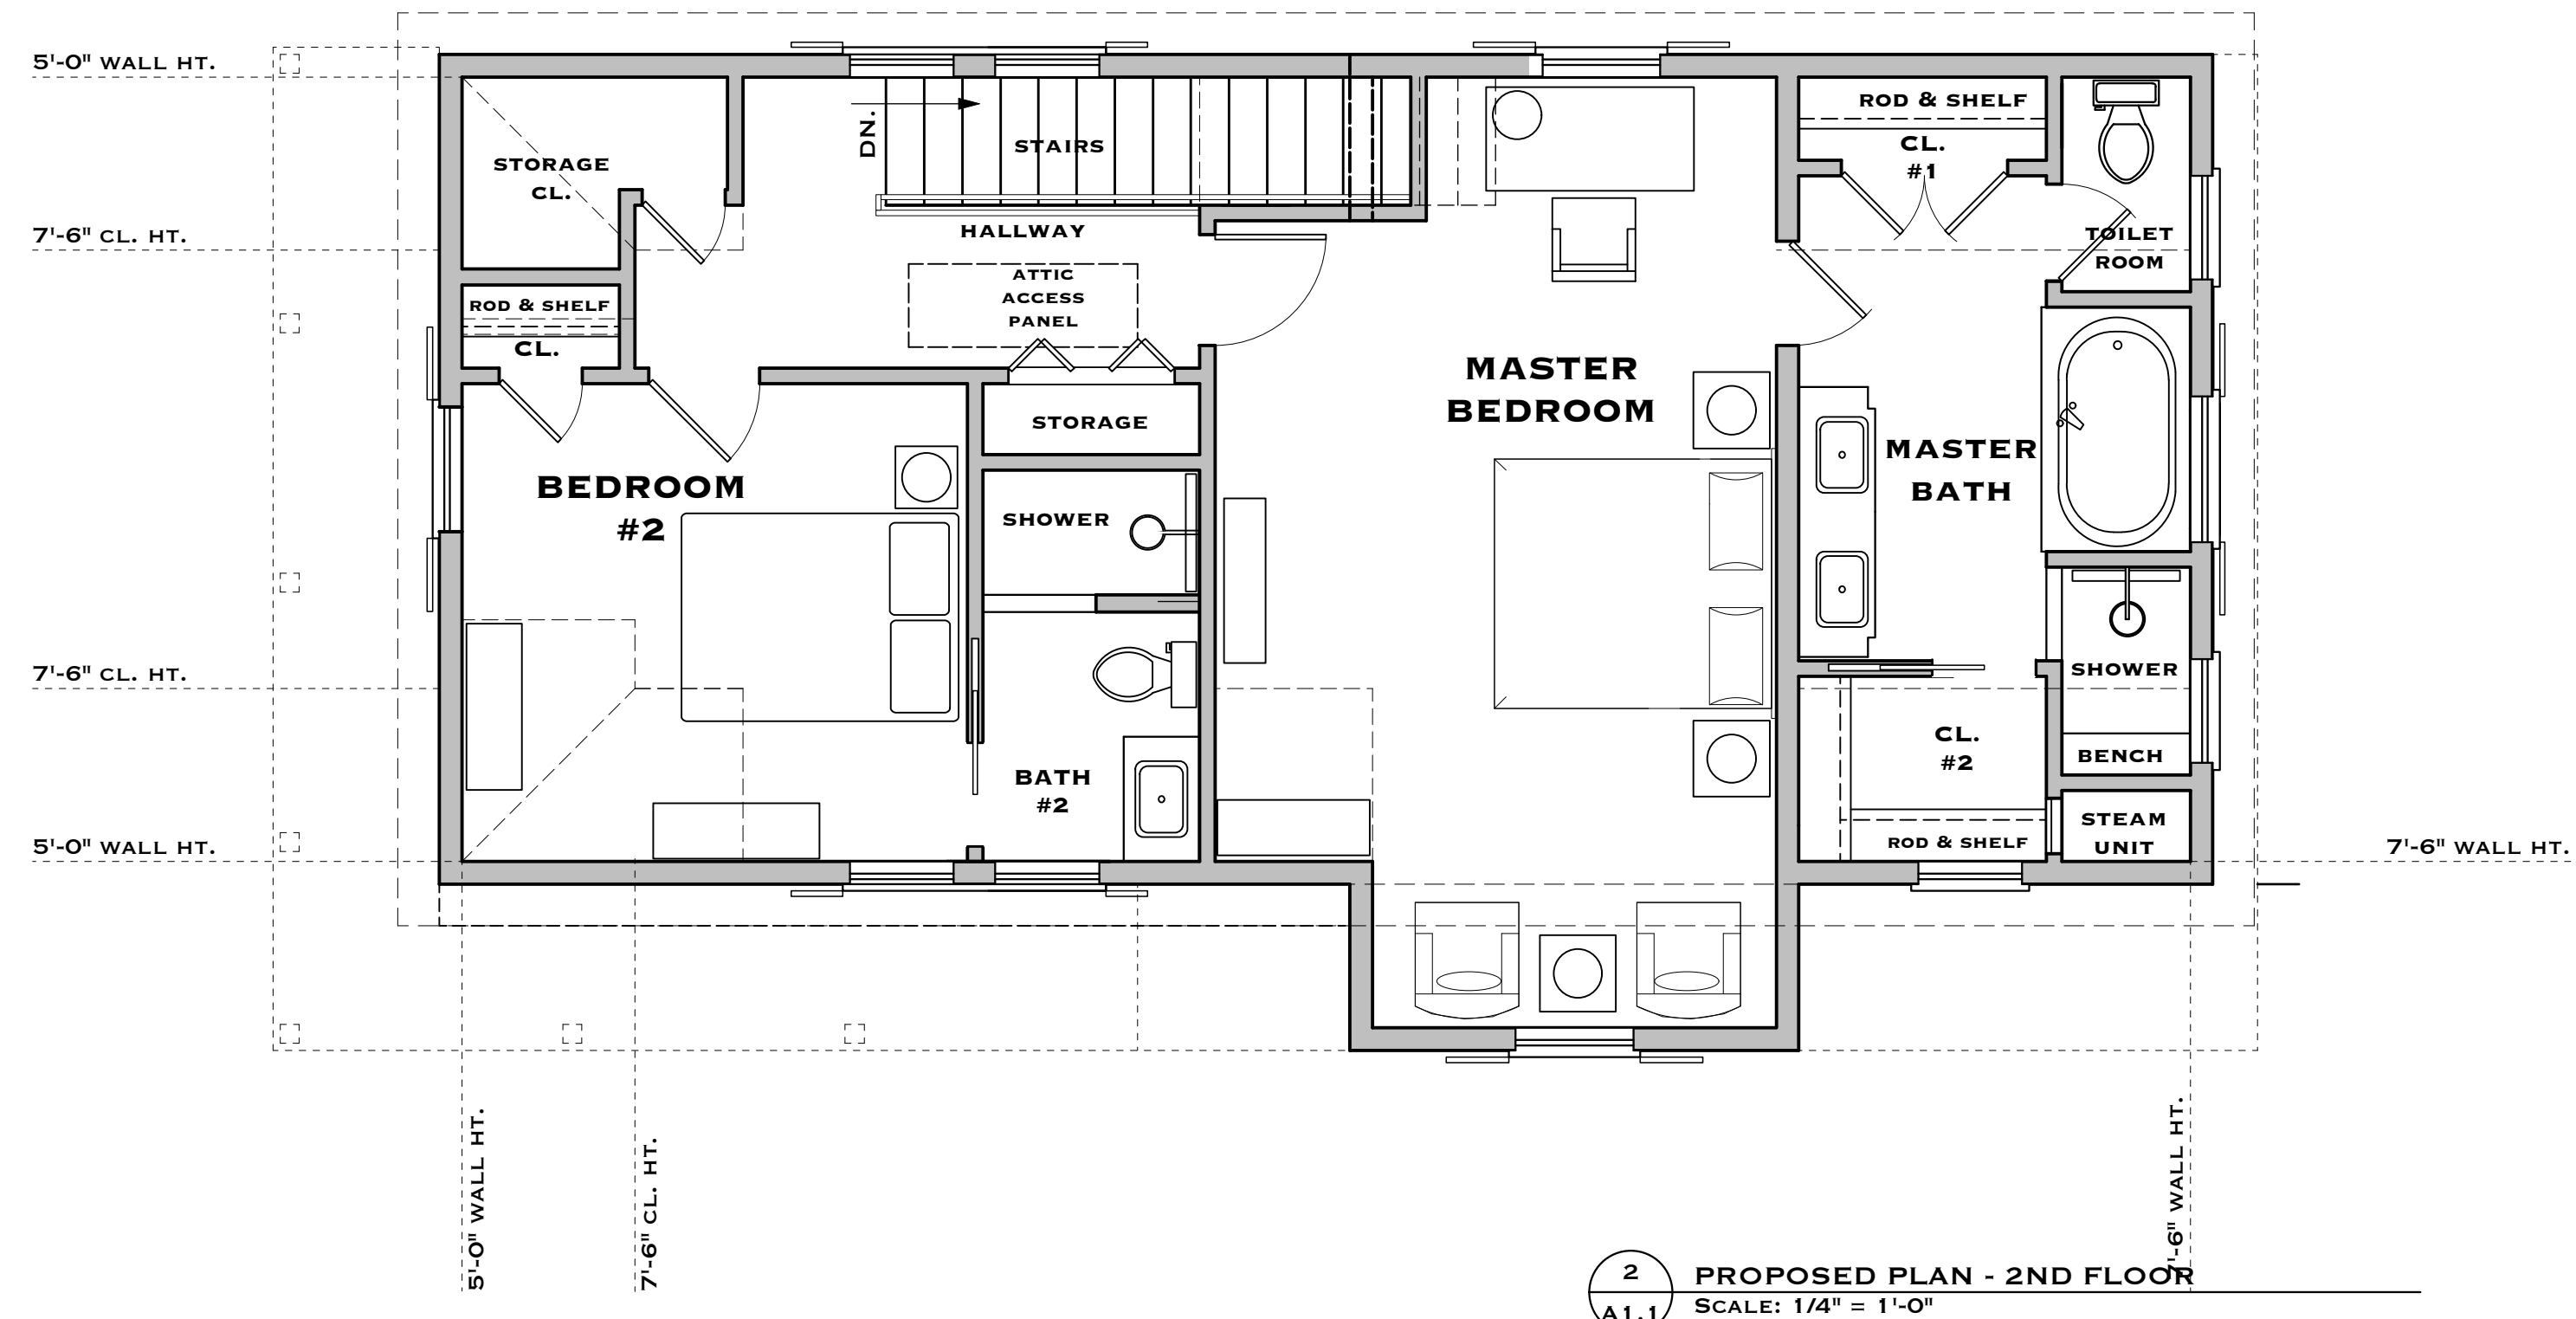 5'-0" WALL HT.
ROD & SHELF
CL.
#1
DN.
STAIRS
STORAGE
CL.
7'-6" CL. HT.
HALLWAY
TOILET
ROOM
ATTIC
ACCESS
PANEL
ROD & SHELF
CL.
MASTER
BEDROOM
STORAGE
MASTER
BATH
BEDROOM
#2
SHOWER
7'-6" CL. HT.
SHOWER
CL.
#2
BENCH
BATH
#2
STEAM
UNIT
ROD & SHELF
5'-0" WALL HT.
7'-6" WALL HT.
5'-0" WALL HT.
7'-6" CL. HT.
7'-6" WALL HT.
2
A1.1
PROPOSED PLAN - 2ND FLOOR
SCALE: 1/4" = 1'-0"